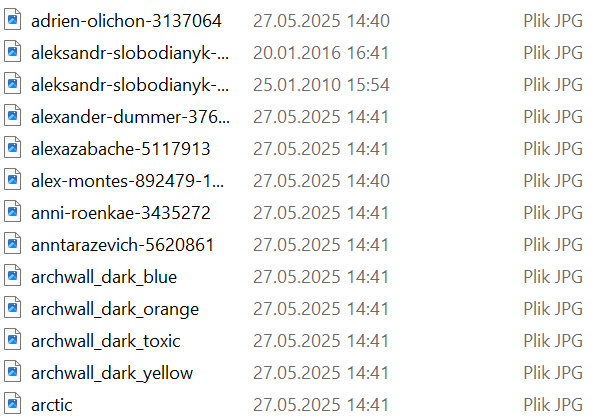 adrien-olichon-3137064 27.05.2025 14:40 Plik JPG
aleksandr-slobodianyk-... 20.01.2016 16:41 Plik JPG
aleksandr-slobodianyk-... 25.01.2010 15:54 Plik JPG
alexander-dummer-376... 27.05.2025 14:41 Plik JPG
alexazabache-5117913 27.05.2025 14:41 Plik JPG
alex-montes-892479-1... 27.05.2025 14:40 Plik JPG
anni-roenkae-3435272 27.05.2025 14:41 Plik JPG
anntarazevich-5620861 27.05.2025 14:41 Plik JPG
archwall_dark_blue 27.05.2025 14:41 Plik JPG
archwall_dark_orange 27.05.2025 14:41 Plik JPG
archwall_dark_toxic 27.05.2025 14:41 Plik JPG
archwall_dark_yellow 27.05.2025 14:41 Plik JPG
arctic 27.05.2025 14:41 Plik JPG